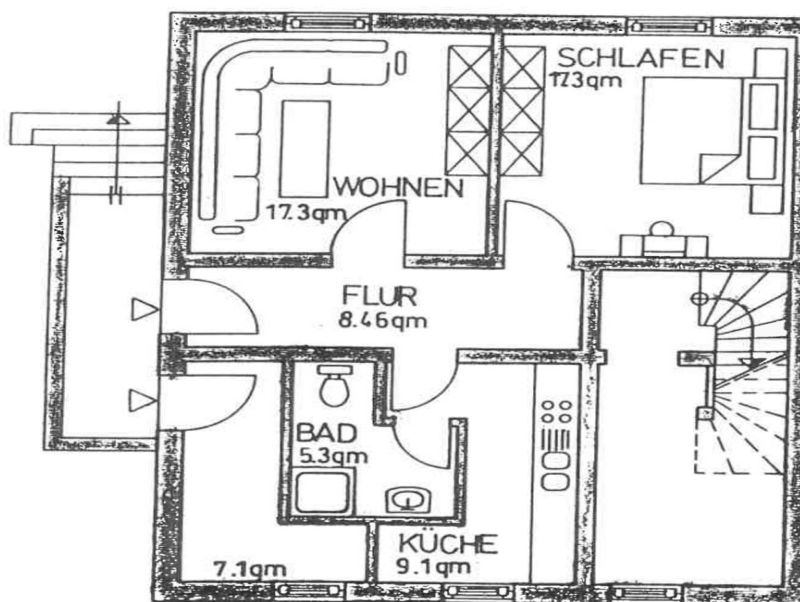 SCHLAFEN
17.3qm
WOHNEN
17.3qm
FLUR
8.46qm
BAD
5.3qm
KÜCHE
9.1qm
7.1qm